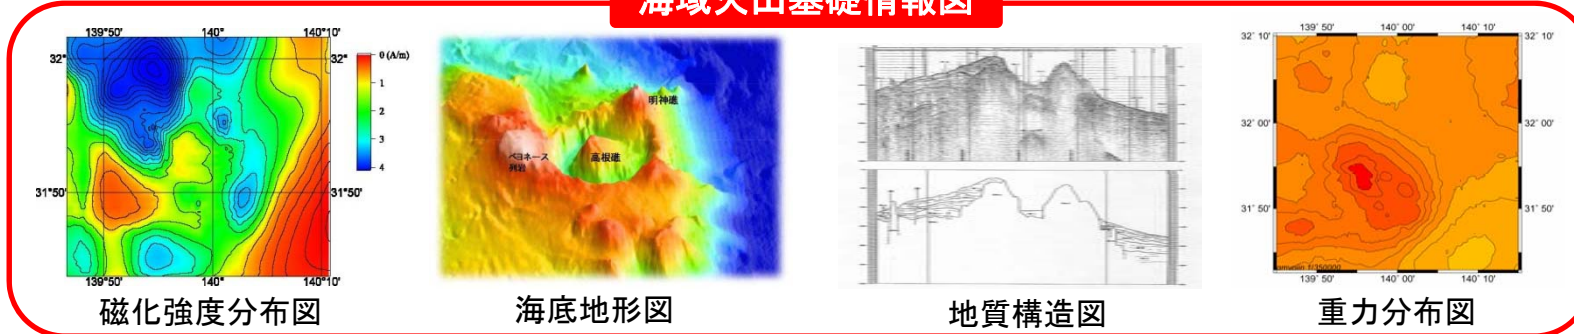 海域火山基礎情報図
139°50' 140° 140°10'
32°
31°50'
31°50'
139°50' 140° 140°10'
0 (A/m)
1
2
3
4
磁化強度分布図
明神礁
ベヨネース
列岩
高根礁
海底地形図
地質構造図
139° 50' 140° 00' 140° 10'
32° 10' 32° 10'
32° 00' 32° 00'
31° 50' 31° 50'
139° 50' 140° 00' 140° 10'
重力分布図